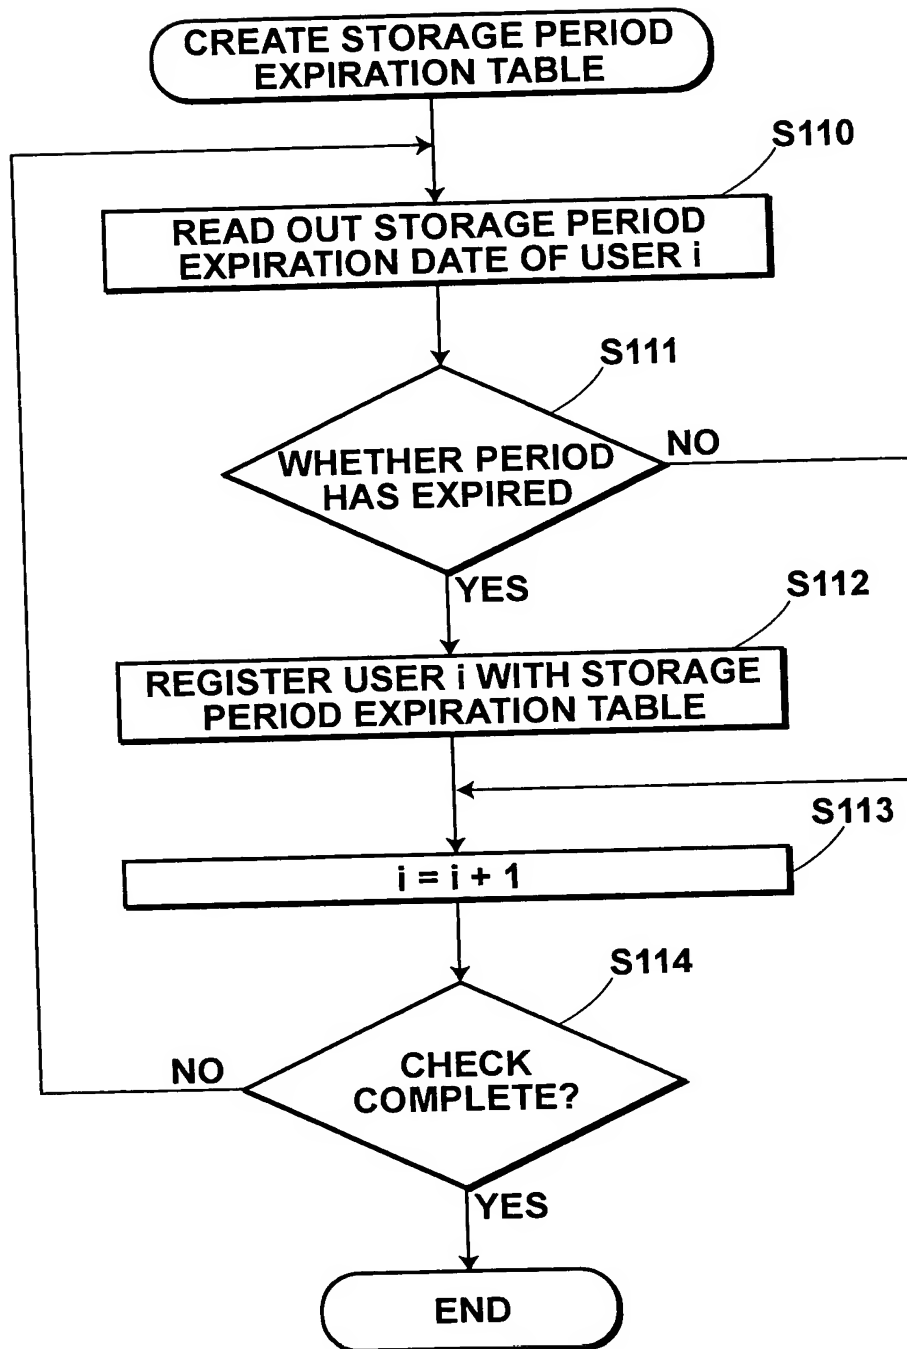 CREATE STORAGE PERIOD
EXPIRATION TABLE
S110
READ OUT STORAGE PERIOD
EXPIRATION DATE OF USER i
S111
WHETHER PERIOD
HAS EXPIRED
NO
YES
S112
REGISTER USER i WITH STORAGE
PERIOD EXPIRATION TABLE
S113
i = i + 1
S114
CHECK
COMPLETE?
NO
YES
END